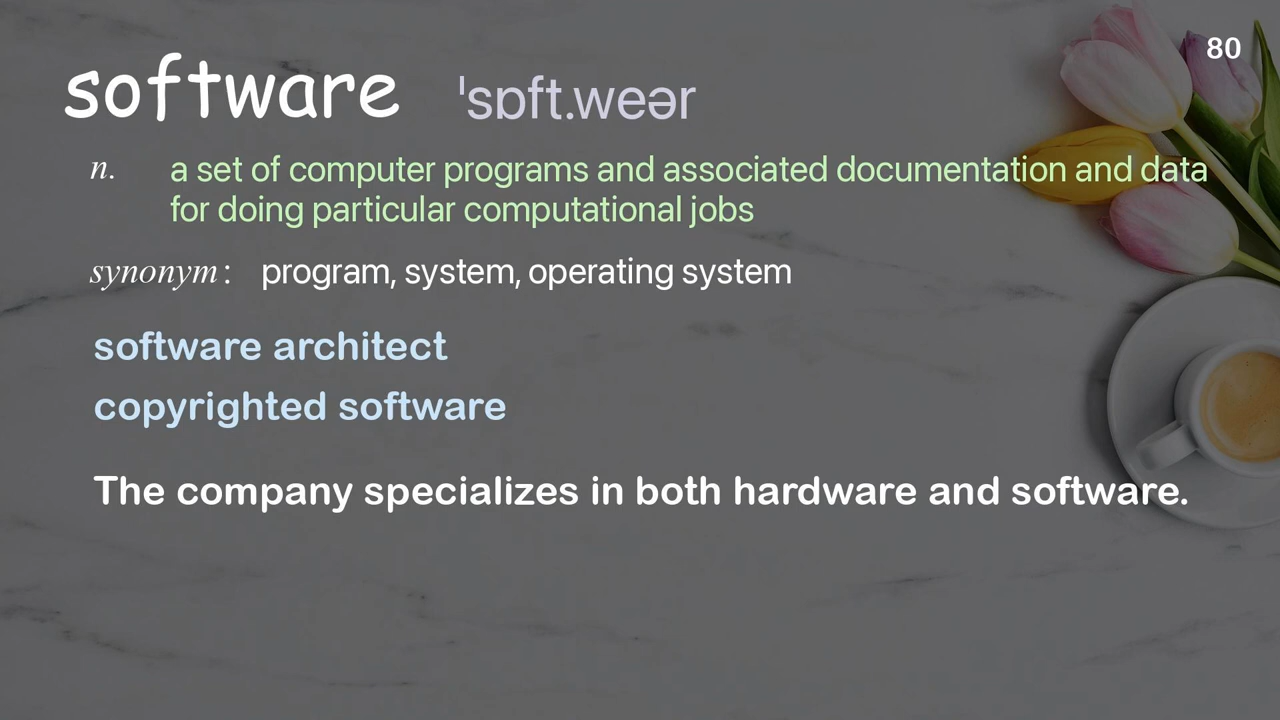 80
software ˈsɒft.weər
n. a set of computer programs and associated documentation and data
for doing particular computational jobs
synonym: program, system, operating system
software architect
copyrighted software
The company specializes in both hardware and software.